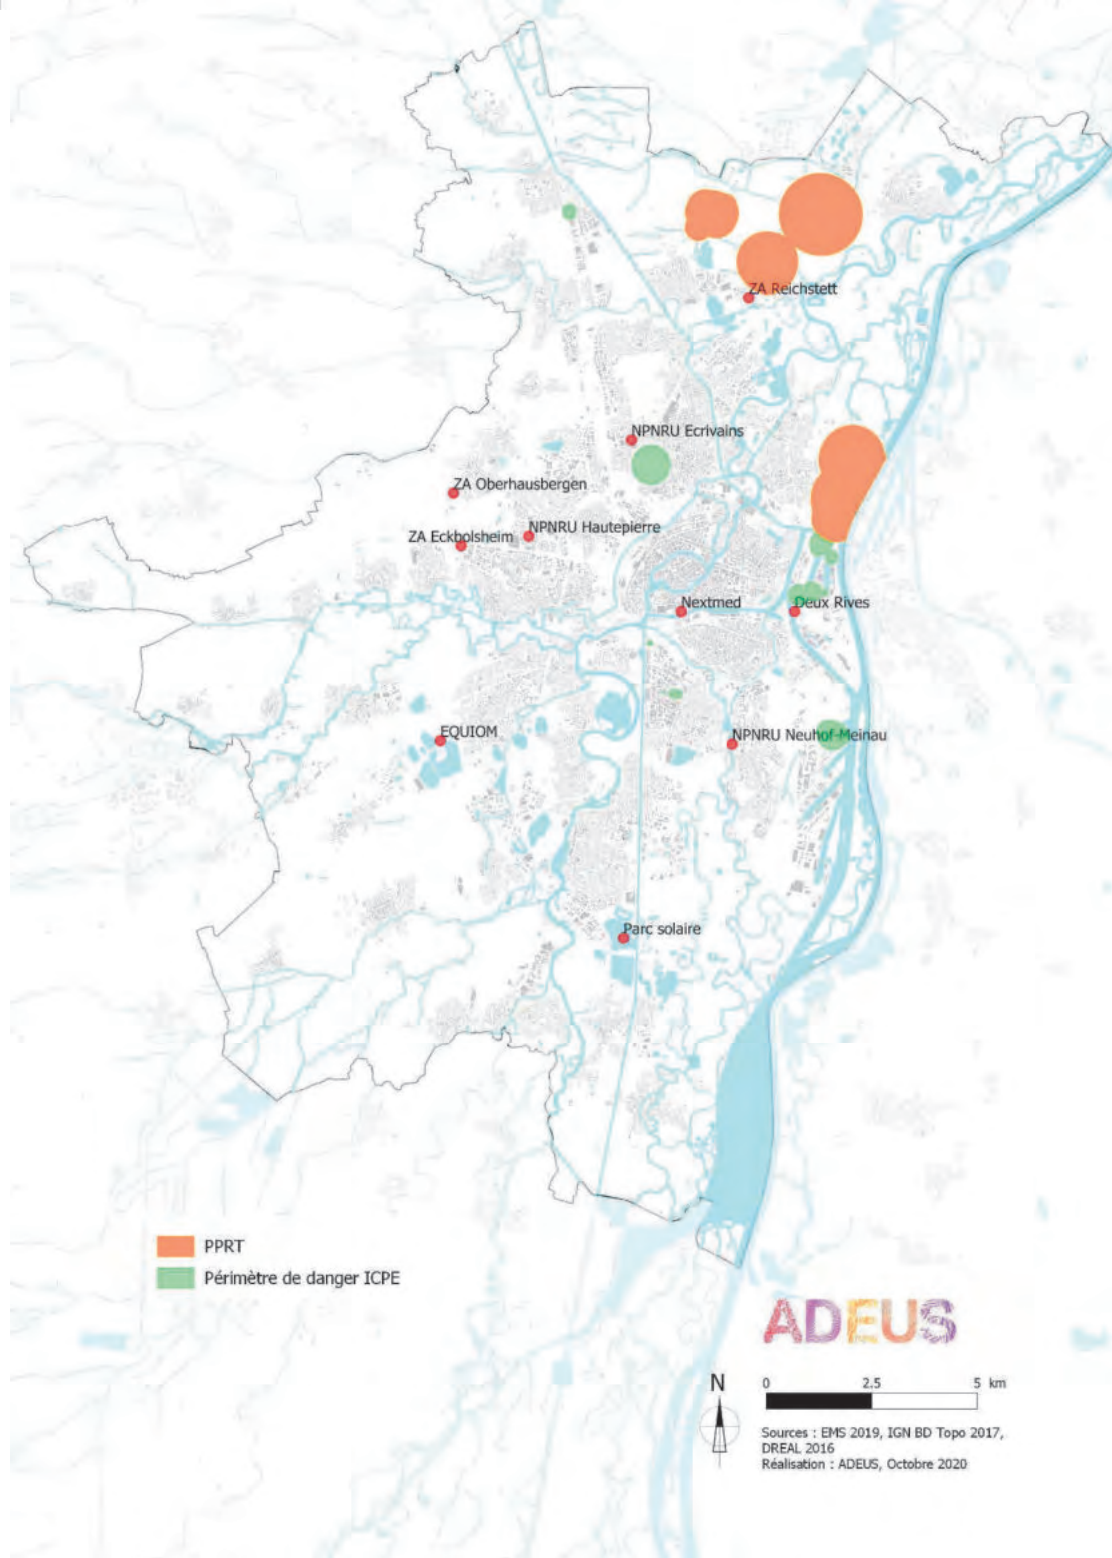 ZA Reichstett
NPNRU Ecrivains
ZA Oberhausbergen
NPNRU Hautepierre
ZA Eckbolsheim
Nextmed
Deux Rives
EQUIOM
NPNRU Neuhof-Meinau
Parc solaire
PPRT
Périmètre de danger ICPE
ADEUS
N
0 2.5 5 km
Sources : EMS 2019, IGN BD Topo 2017,
DREAL 2016
Réalisation : ADEUS, Octobre 2020